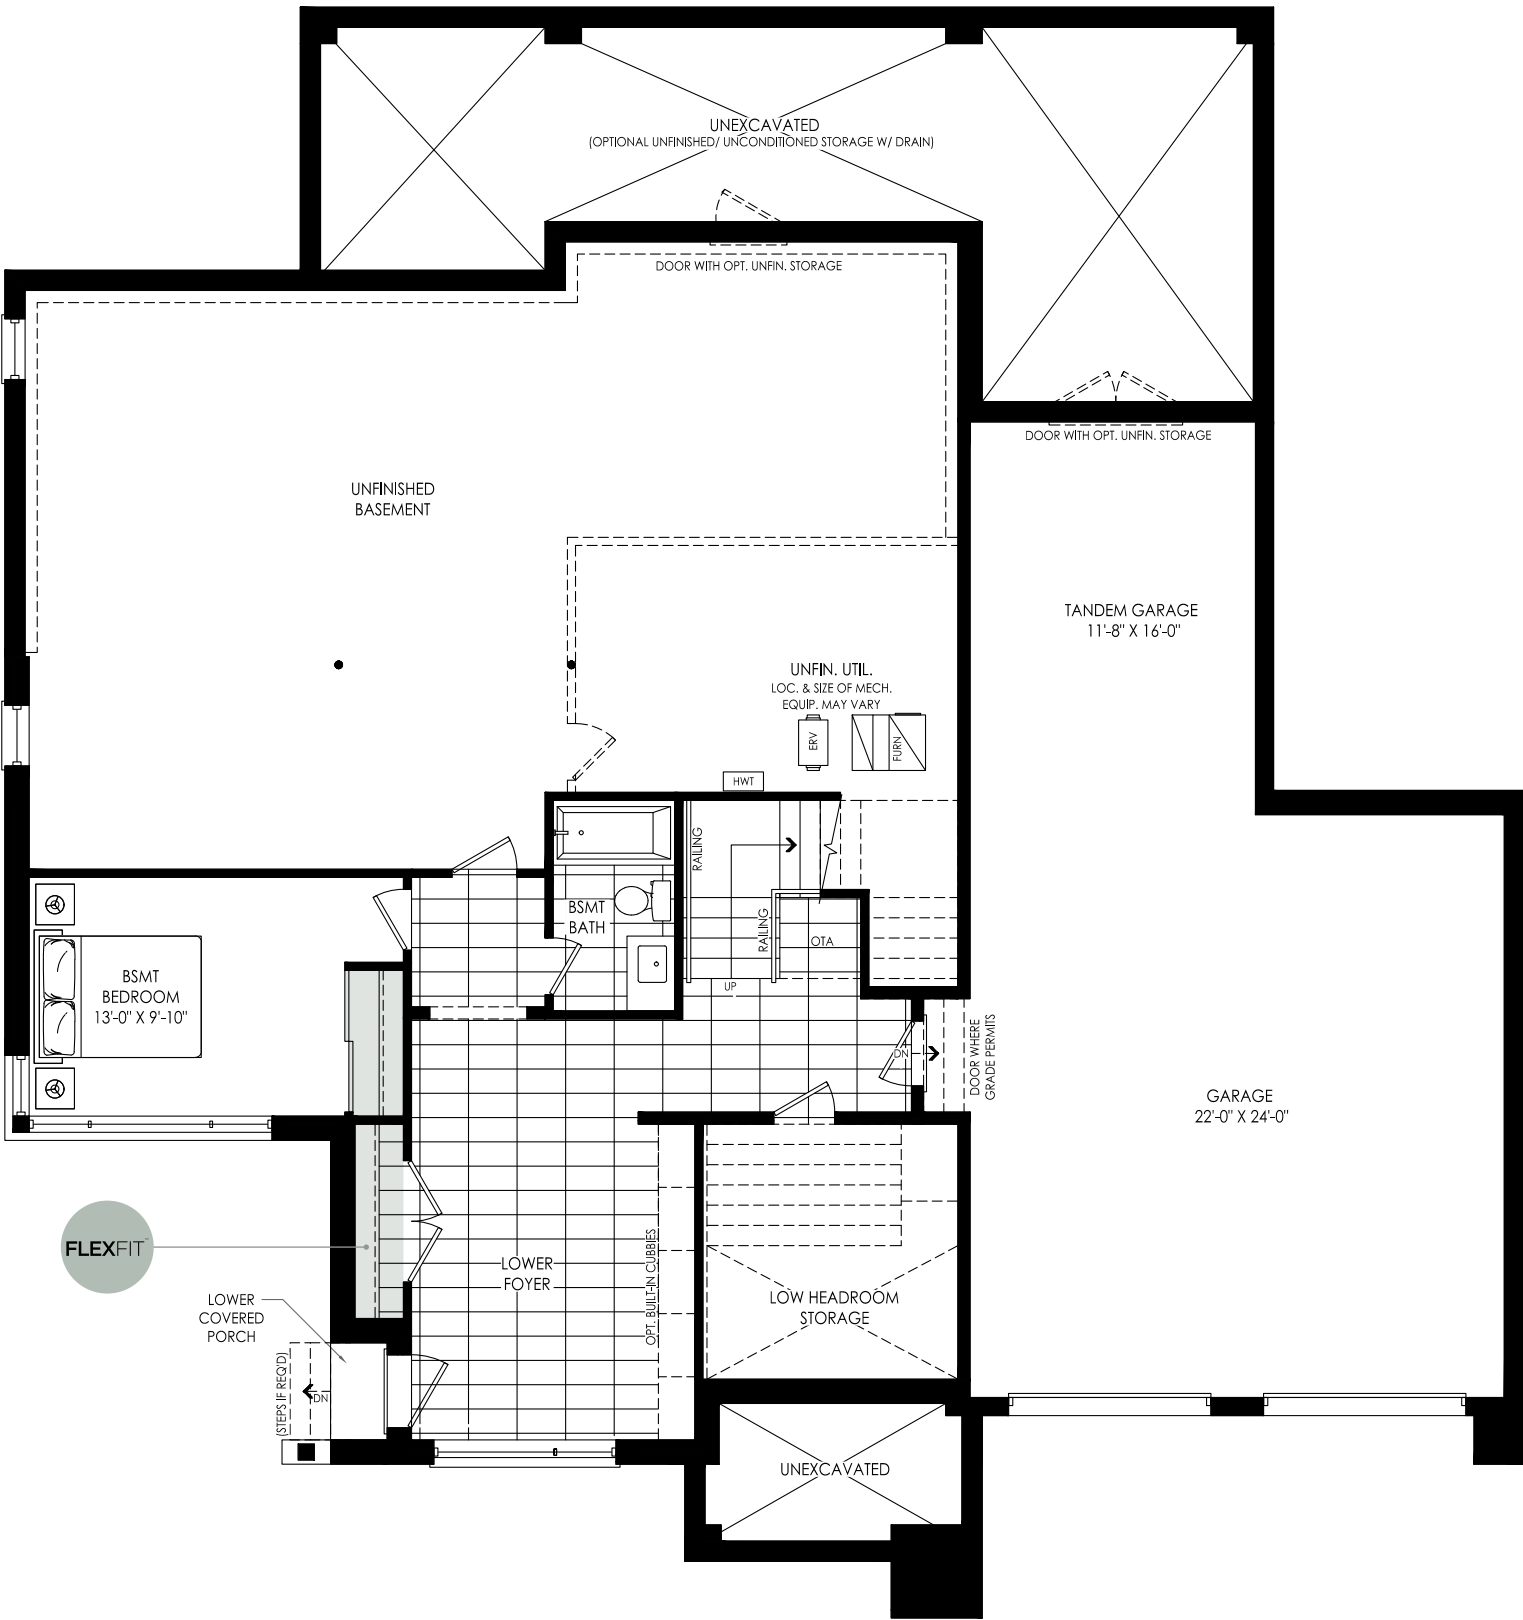 UNEXCAVATED
(OPTIONAL UNFINISHED/ UNCONDITIONED STORAGE W/ DRAIN)
DOOR WITH OPT. UNFIN. STORAGE
DOOR WITH OPT. UNFIN. STORAGE
UNFINISHED
BASEMENT
TANDEM GARAGE
11'-8" X 16'-0"
UNFIN. UTIL.
LOC. & SIZE OF MECH.
EQUIP. MAY VARY
ERV
FURN
HWT
RAILING
BSMT
BATH
RAILING
OTA
UP
BSMT
BEDROOM
13'-0" X 9'-10"
DN
DOOR WHERE
GRADE PERMITS
GARAGE
22'-0" X 24'-0"
FLEXFIT™
LOWER
FOYER
OPT. BUILT-IN CUBBIES
LOW HEADROOM
STORAGE
LOWER
COVERED
PORCH
(STEPS IF REQ'D)
DN
UNEXCAVATED